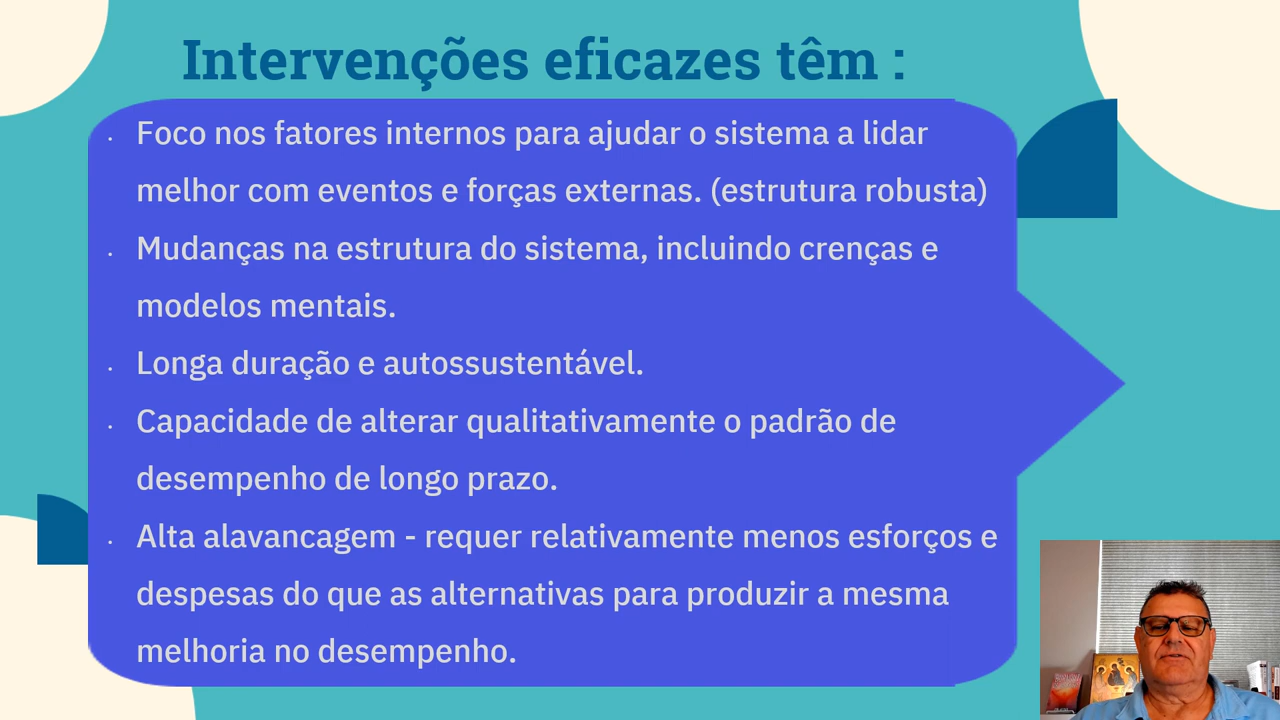 Intervenções eficazes têm :
· Foco nos fatores internos para ajudar o sistema a lidar
melhor com eventos e forças externas. (estrutura robusta)
· Mudanças na estrutura do sistema, incluindo crenças e
modelos mentais.
· Longa duração e autossustentável.
· Capacidade de alterar qualitativamente o padrão de
desempenho de longo prazo.
· Alta alavancagem - requer relativamente menos esforços e
despesas do que as alternativas para produzir a mesma
melhoria no desempenho.